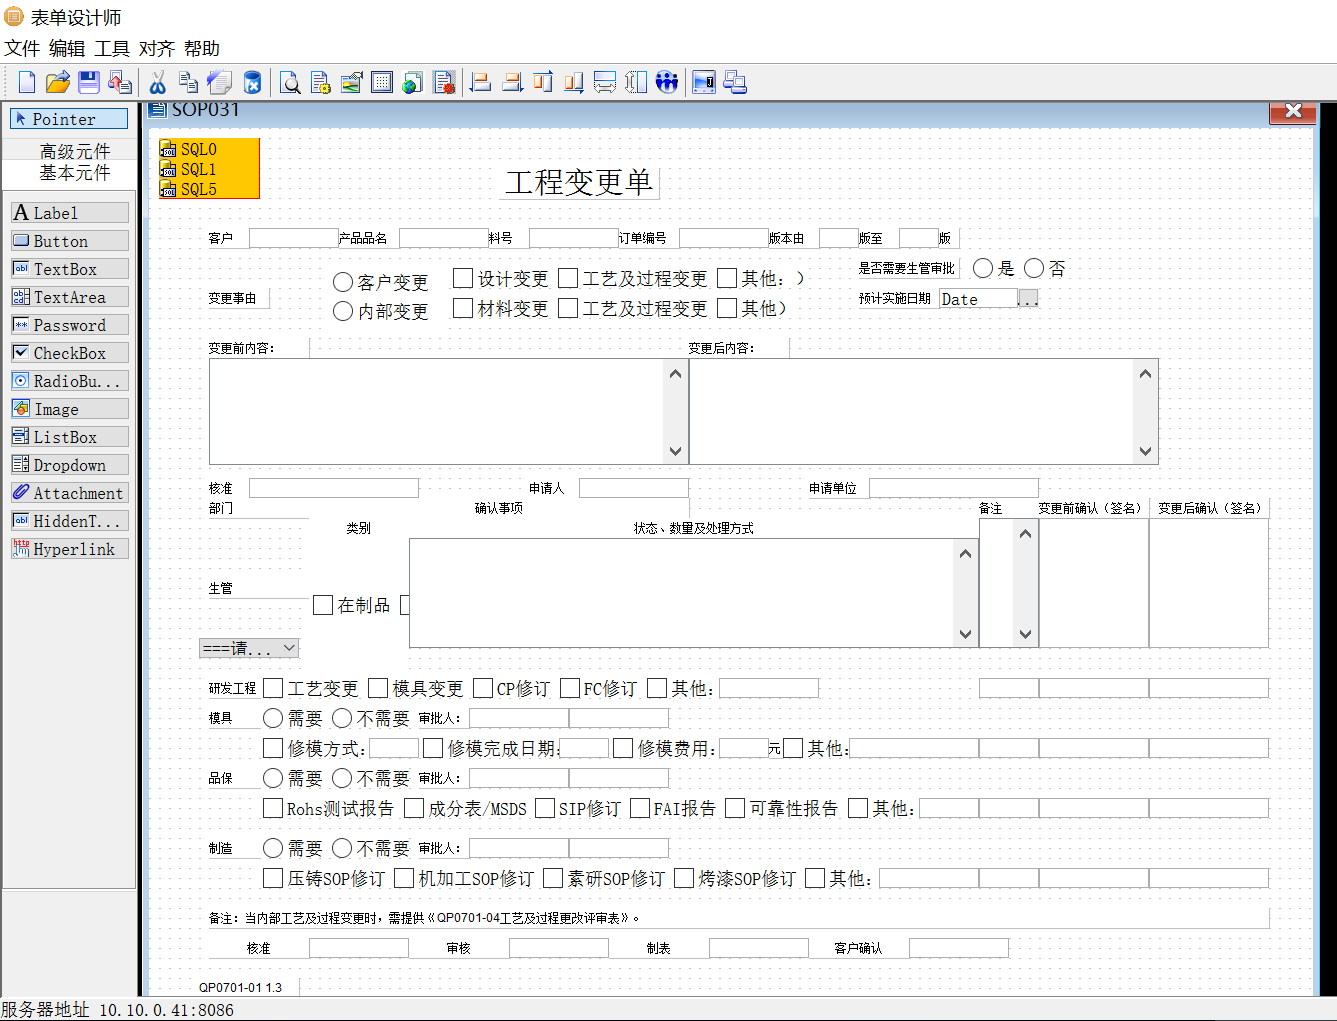 表单设计师
文件 编辑 工具 对齐 帮助
Pointer
高级元件
基本元件
Label
Button
TextBox
TextArea
Password
CheckBox
RadioBu...
Image
ListBox
Dropdown
Attachment
HiddenT...
Hyperlink
SOP031
SQL0
SQL1
SQL5
工程变更单
客户 产品品名 料号 订单编号 版本由 版至 版
是否需要生管审批 是 否
变更事由 客户变更 设计变更 工艺及过程变更 其他: )
内部变更 材料变更 工艺及过程变更 其他)
预计实施日期 Date ...
变更前内容: 变更后内容:
核准 申请人 申请单位
部门 确认事项 备注 变更前确认（签名） 变更后确认（签名）
类别 状态、数量及处理方式
生管 在制品
===请...
研发工程 工艺变更 模具变更 CP修订 FC修订 其他:
模具 需要 不需要 审批人:
修模方式: 修模完成日期: 修模费用: 元 其他:
品保 需要 不需要 审批人:
Rohs测试报告 成分表/MSDS SIP修订 FAI报告 可靠性报告 其他:
制造 需要 不需要 审批人:
压铸SOP修订 机加工SOP修订 素研SOP修订 烤漆SOP修订 其他:
备注: 当内部工艺及过程变更时, 需提供《QP0701-04工艺及过程更改评审表》。
核准 审核 制表 客户确认
QP0701-01 1.3
服务器地址 10.10.0.41:8086